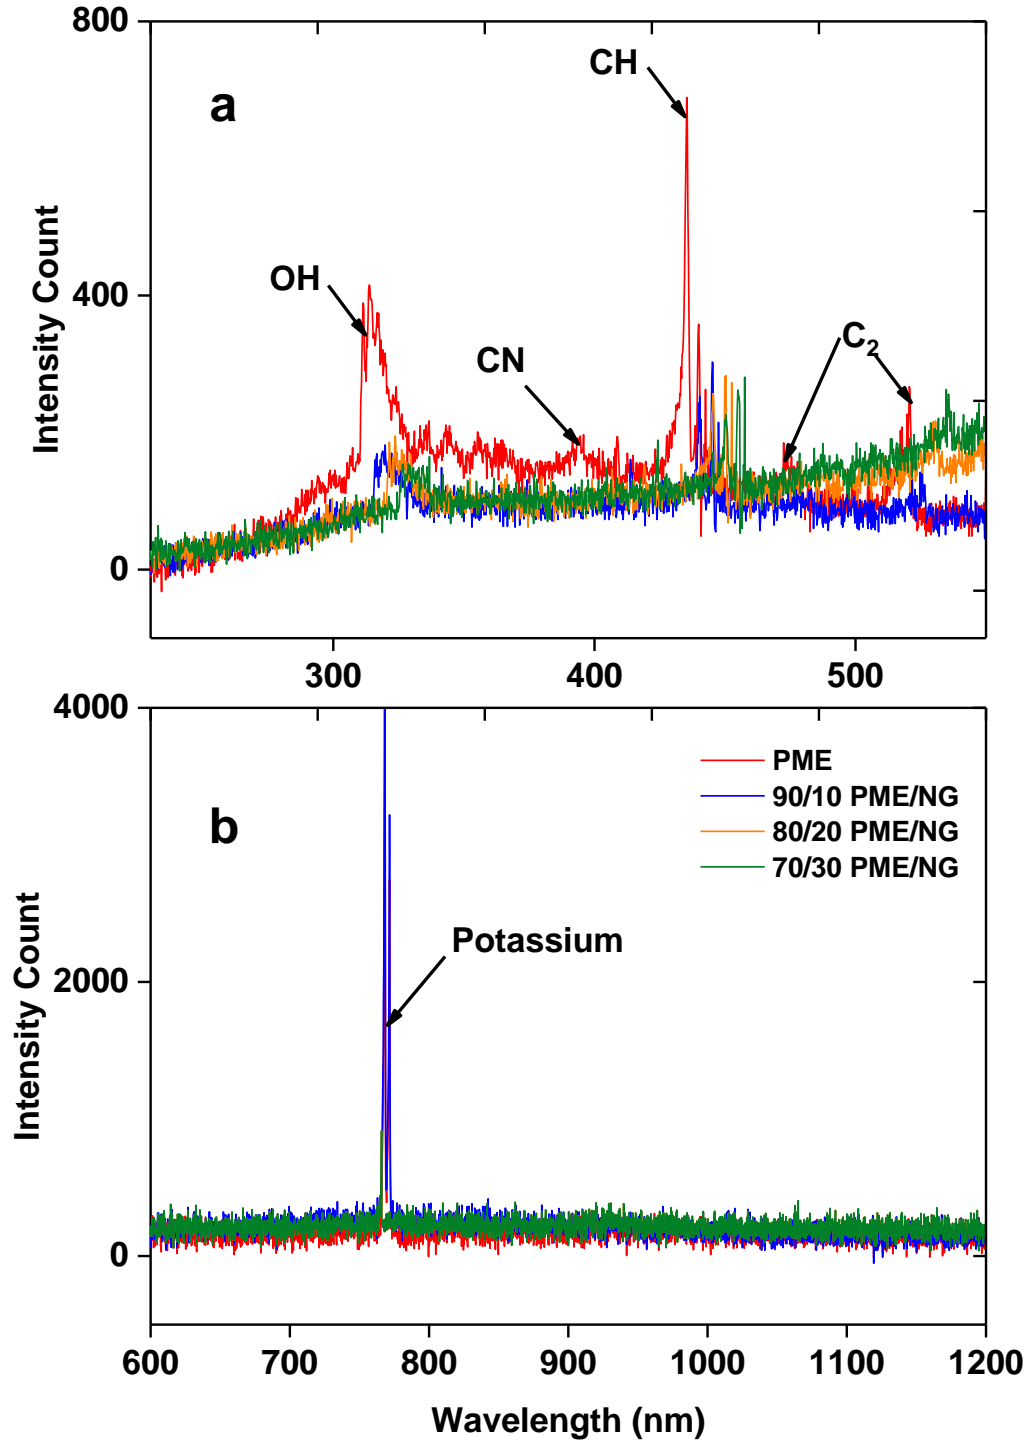 800
CH
a
OH
400
CN
C₂
Intensity Count
0
300 400 500
4000
PME
90/10 PME/NG
b
80/20 PME/NG
70/30 PME/NG
Potassium
2000
Intensity Count
0
600 700 800 900 1000 1100 1200
Wavelength (nm)